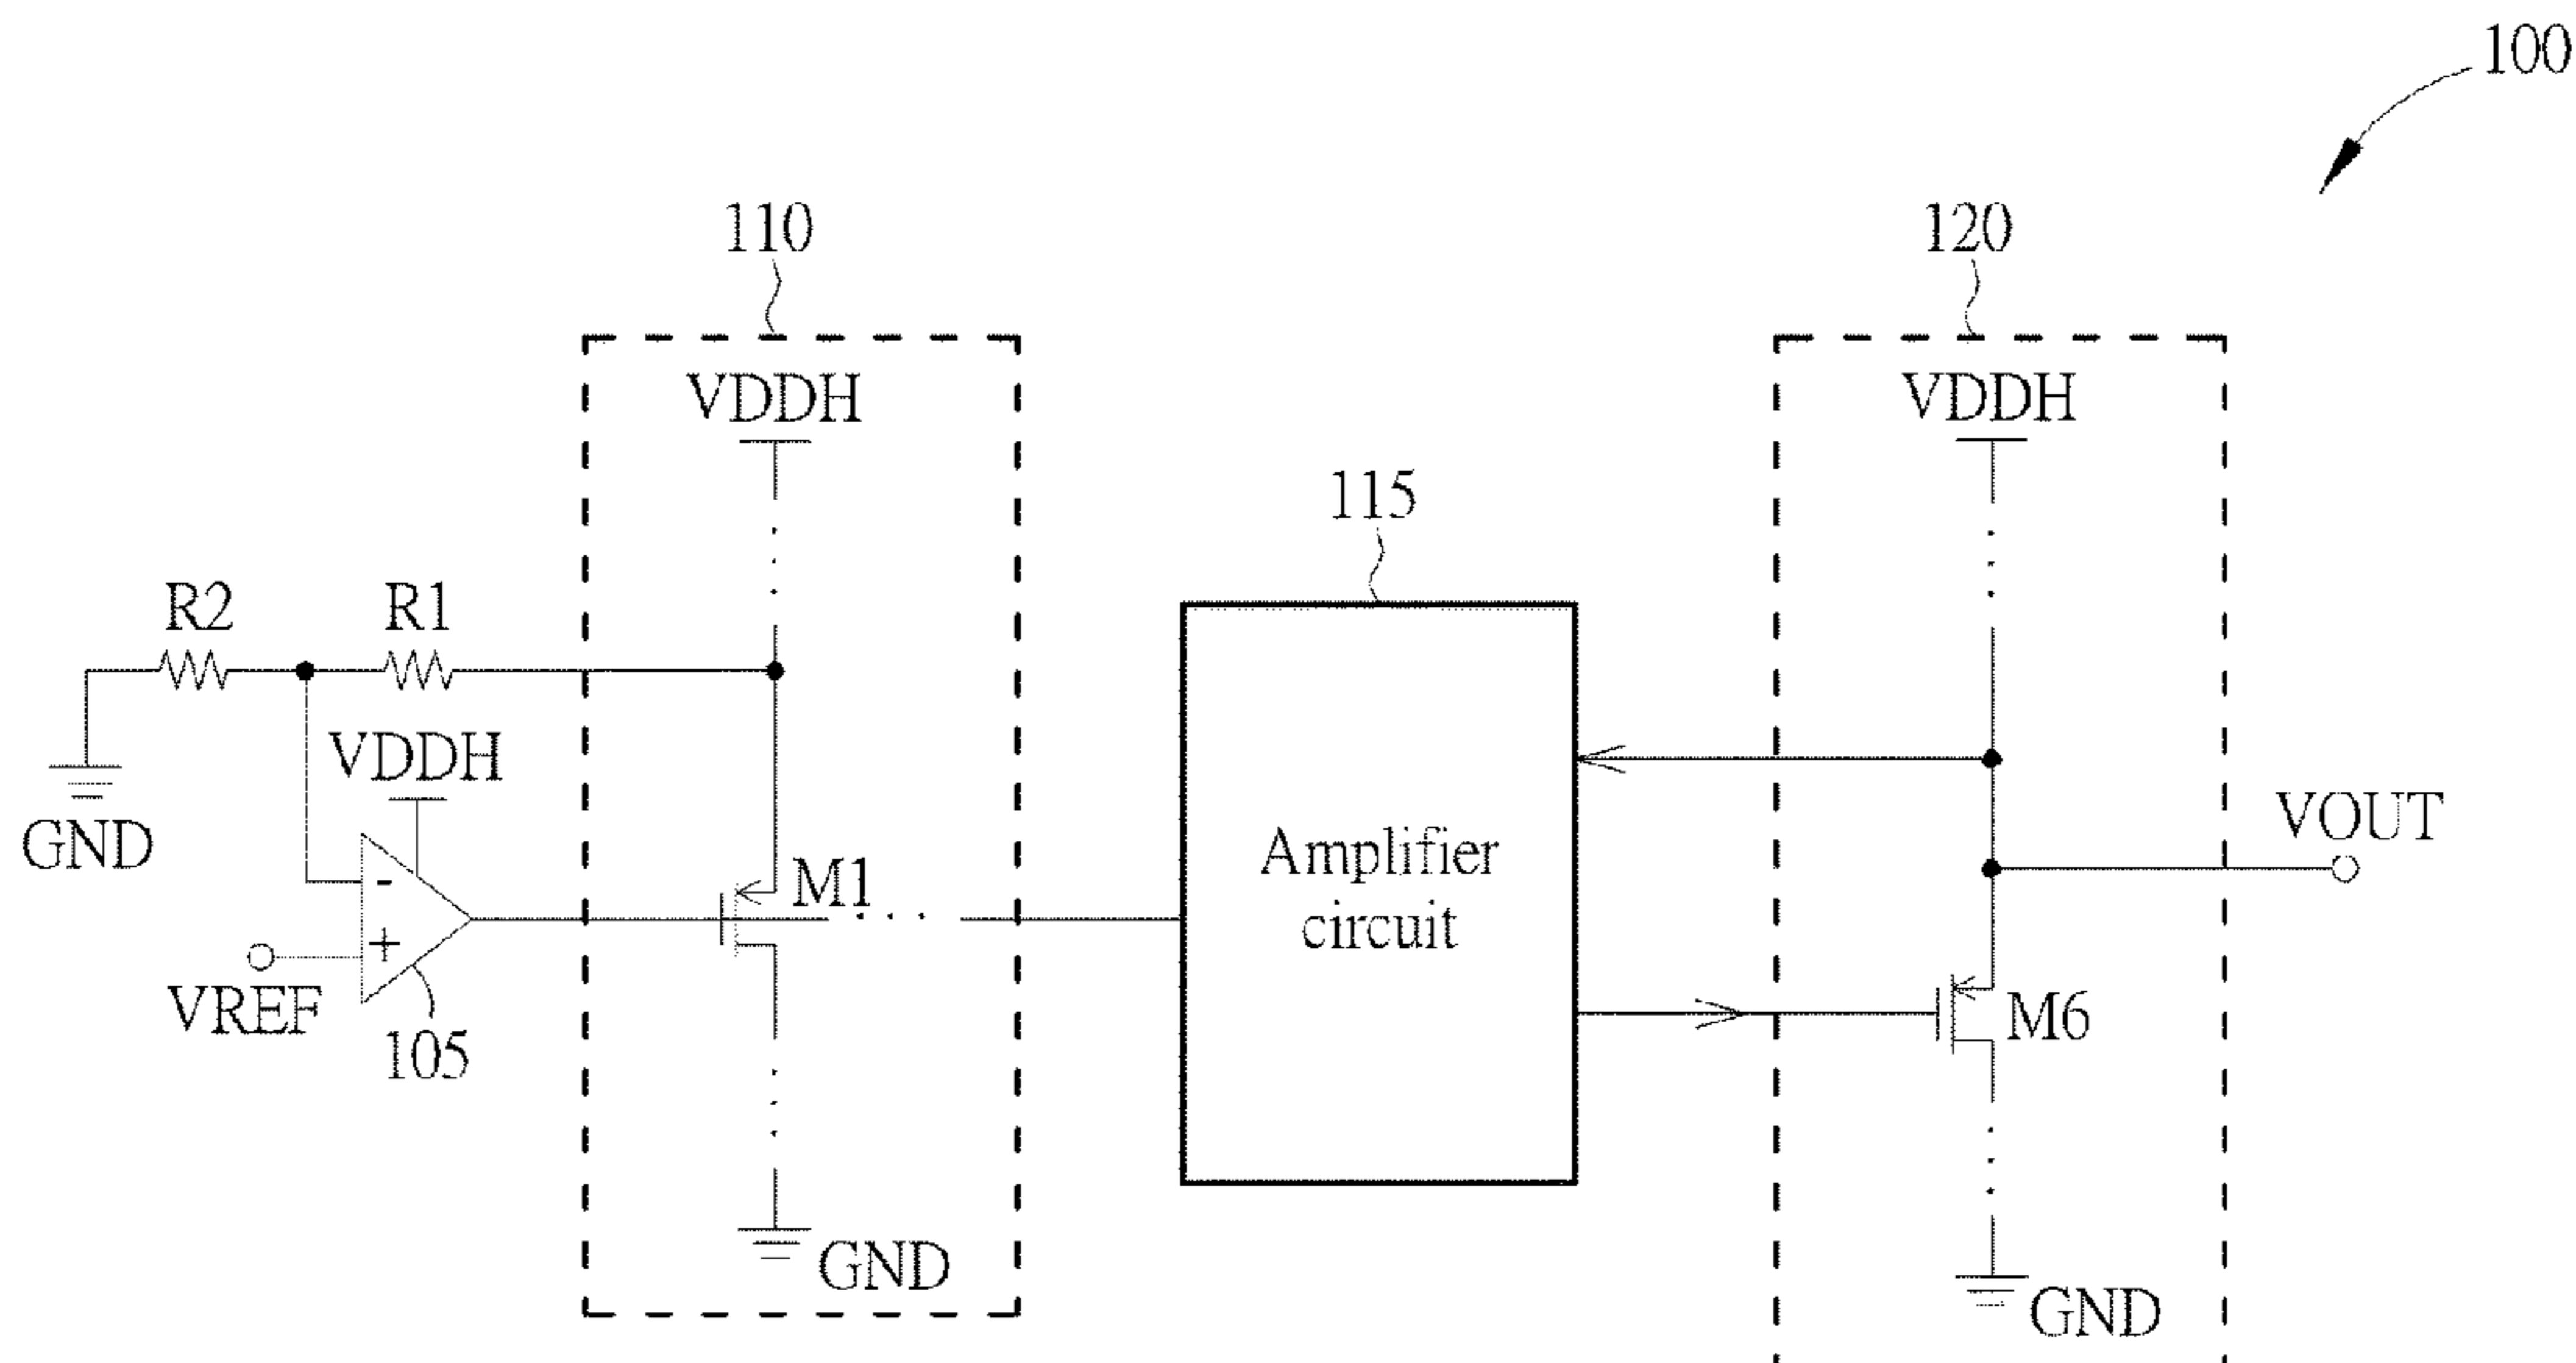 100
110
120
VDDH
VDDH
115
R2
R1
VDDH
GND
VOUT
Amplifier
circuit
-
M1
+
VREF
M6
105
GND
GND